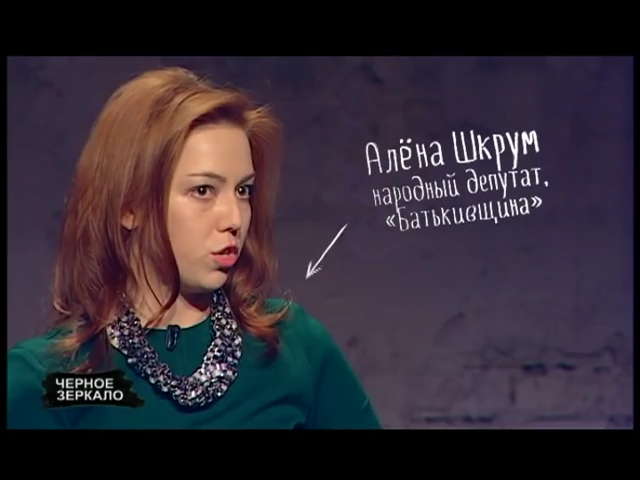 Алёна Шкрум
народный депутат,
«Батькивщина»
ЧЕРНОЕ
ЗЕРКАЛО